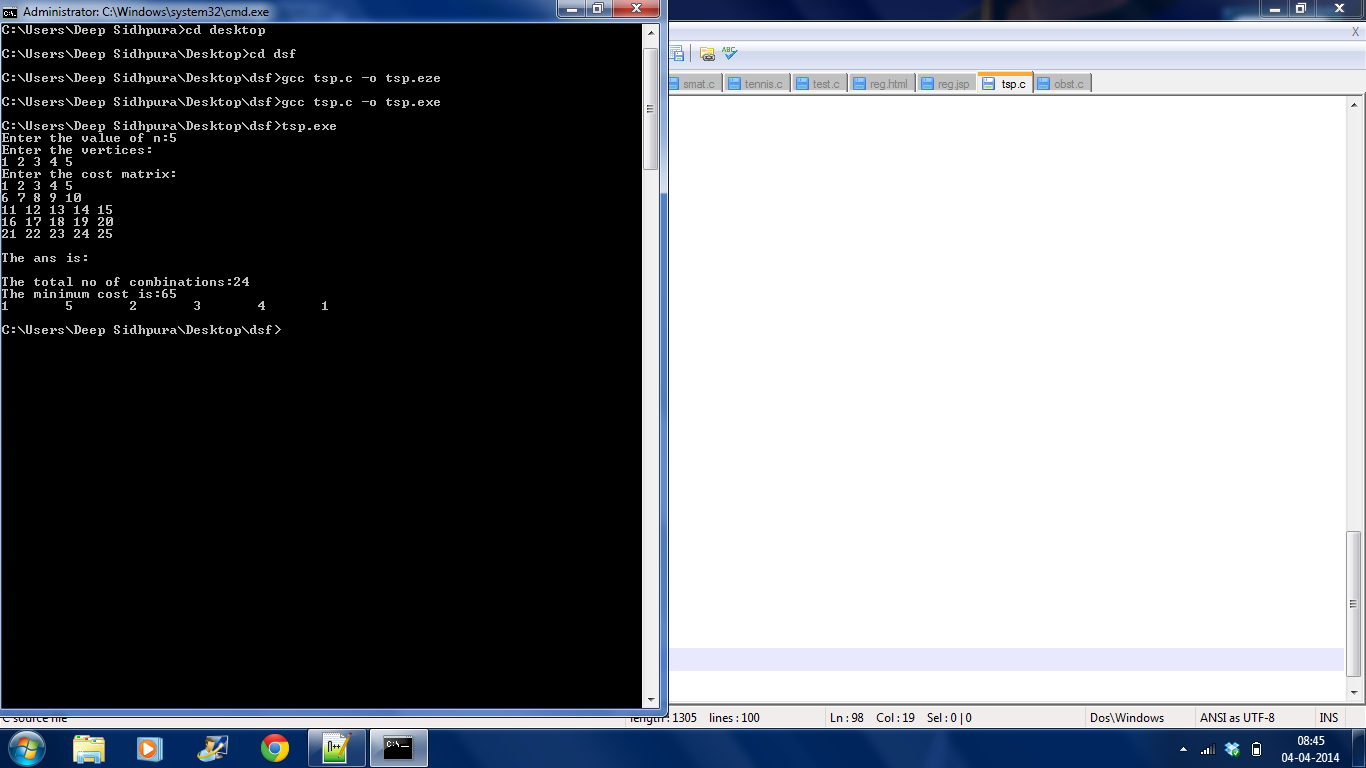 Administrator: C:\Windows\system32\cmd.exe
C:\Users\Deep Sidhpura>cd desktop
C:\Users\Deep Sidhpura\Desktop>cd dsf
C:\Users\Deep Sidhpura\Desktop\dsf>gcc tsp.c -o tsp.eze
C:\Users\Deep Sidhpura\Desktop\dsf>gcc tsp.c -o tsp.exe
C:\Users\Deep Sidhpura\Desktop\dsf>tsp.exe
Enter the value of n:5
Enter the vertices:
1 2 3 4 5
Enter the cost matrix:
1 2 3 4 5
6 7 8 9 10
11 12 13 14 15
16 17 18 19 20
21 22 23 24 25
The ans is:
The total no of combinations:24
The minimum cost is:65
1 5 2 3 4 1
C:\Users\Deep Sidhpura\Desktop\dsf>
X
ABC
smat.c tennis.c test.c reg.html reg.jsp tsp.c obst.c
C source file length : 1305 lines : 100 Ln : 98 Col : 19 Sel : 0 | 0 Dos\Windows ANSI as UTF-8 INS
08:45
04-04-2014